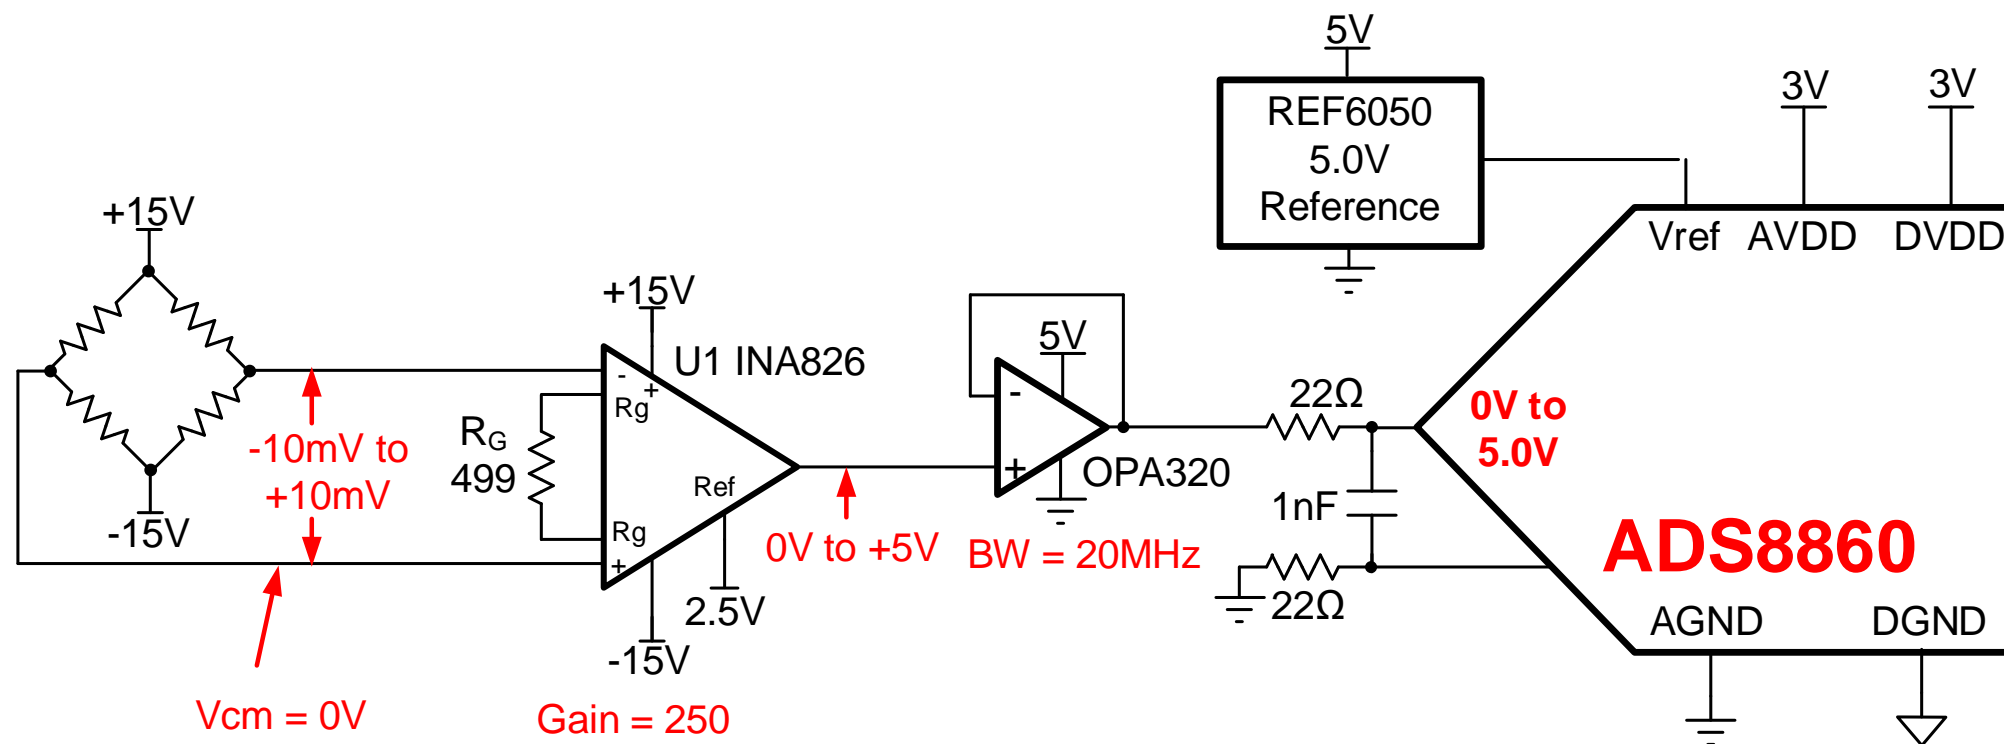 5V
REF6050
5.0V
Reference
3V
3V
Vref AVDD DVDD
+15V
-15V
-10mV to
+10mV
Vcm = 0V
+15V
U1 INA826
-
+
Rg
RG
499
Ref
Rg
+
2.5V
-15V
Gain = 250
0V to +5V
5V
-
+
OPA320
BW = 20MHz
22Ω
1nF
22Ω
0V to
5.0V
ADS8860
AGND DGND